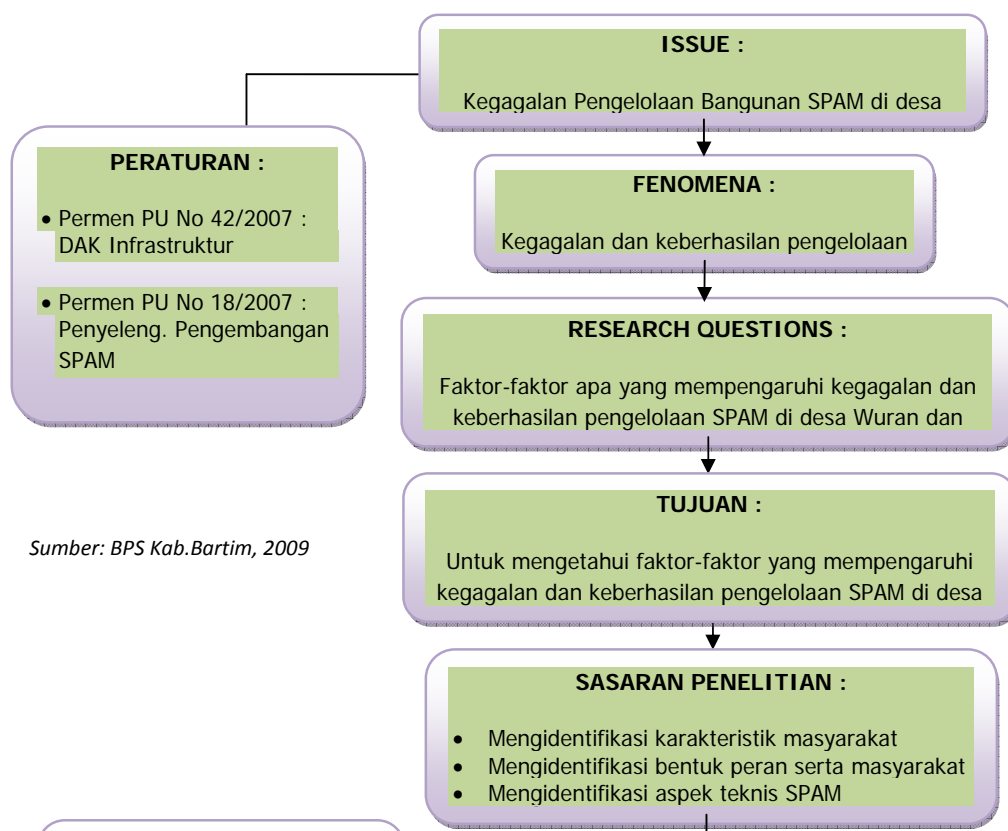 ISSUE :
Kegagalan Pengelolaan Bangunan SPAM di desa
PERATURAN :
• Permen PU No 42/2007 :
DAK Infrastruktur
• Permen PU No 18/2007 :
Penyeleng. Pengembangan
SPAM
FENOMENA :
Kegagalan dan keberhasilan pengelolaan
RESEARCH QUESTIONS :
Faktor-faktor apa yang mempengaruhi kegagalan dan
keberhasilan pengelolaan SPAM di desa Wuran dan
TUJUAN :
Untuk mengetahui faktor-faktor yang mempengaruhi
kegagalan dan keberhasilan pengelolaan SPAM di desa
Sumber: BPS Kab.Bartim, 2009
SASARAN PENELITIAN :
• Mengidentifikasi karakteristik masyarakat
• Mengidentifikasi bentuk peran serta masyarakat
• Mengidentifikasi aspek teknis SPAM